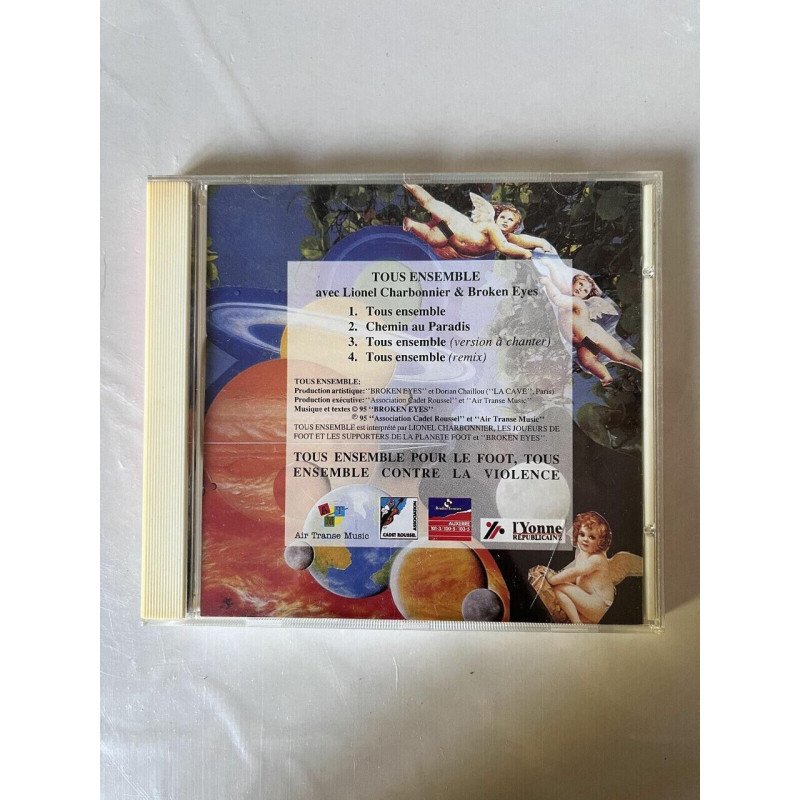 TOUS ENSEMBLE
avec Lionel Charbonnier & Broken Eyes
1. Tous ensemble
2. Chemin au Paradis
3. Tous ensemble (version à chanter)
4. Tous ensemble (remix)
TOUS ENSEMBLE:
Production artistique: "BROKEN EYES" et Dorian Chaillou ("LA CAVE", Paris)
Production exécutive: "Association Cadet Roussel" et "Air Transe Music"
Musique et textes © 95 "BROKEN EYES"
℗ 95 "Association Cadet Roussel" et "Air Transe Music"
TOUS ENSEMBLE est interprété par LIONEL CHARBONNIER, LES JOUEURS DE
FOOT ET LES SUPPORTERS DE LA PLANETE FOOT et "BROKEN EYES".
TOUS ENSEMBLE POUR LE FOOT, TOUS
ENSEMBLE CONTRE LA VIOLENCE
Air Transe Music
ASSOCIATION
CADET ROUSSEL
AUXERRE
l'Yonne
REPUBLICAINE